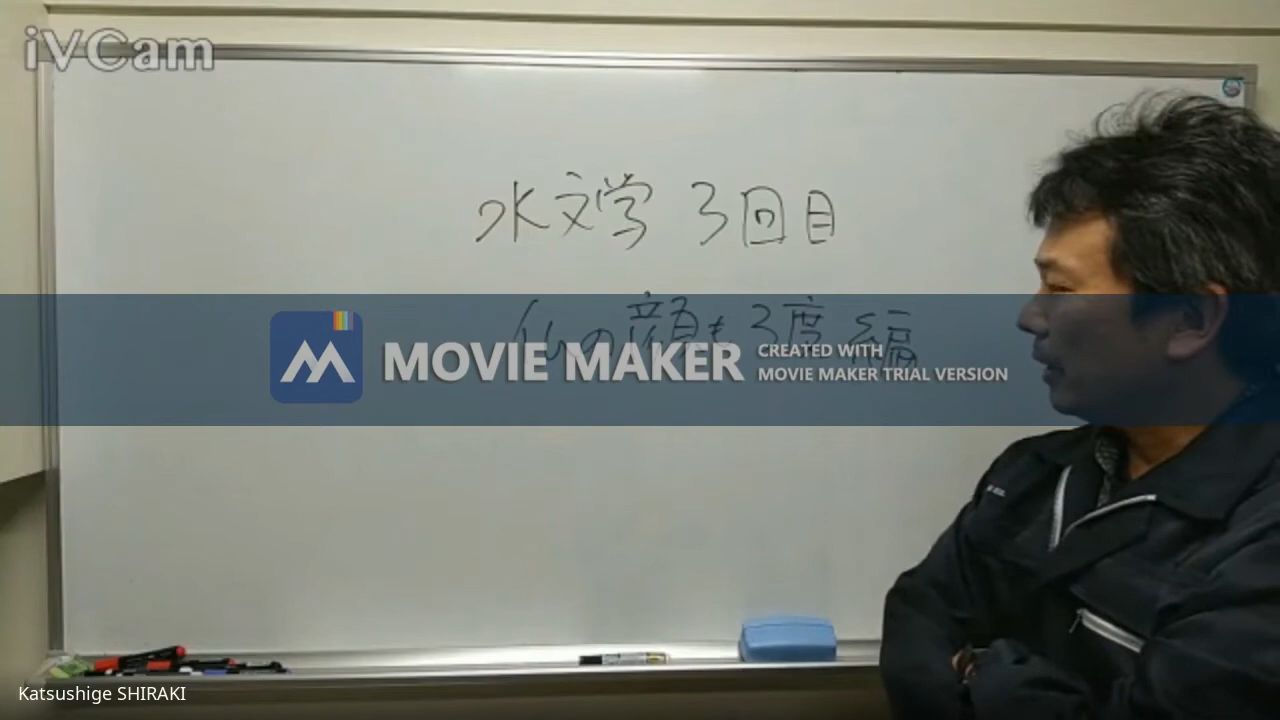 iVCam
水文学 3回目
仏の顔も3度編
MOVIE MAKER
CREATED WITH
MOVIE MAKER TRIAL VERSION
Katsushige SHIRAKI